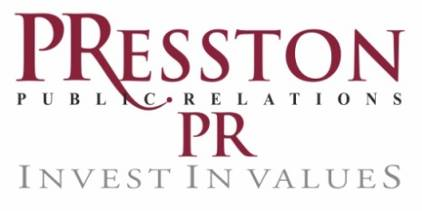 PRESSTON
PUBLIC RELATIONS
PR
INVEST IN VALUES